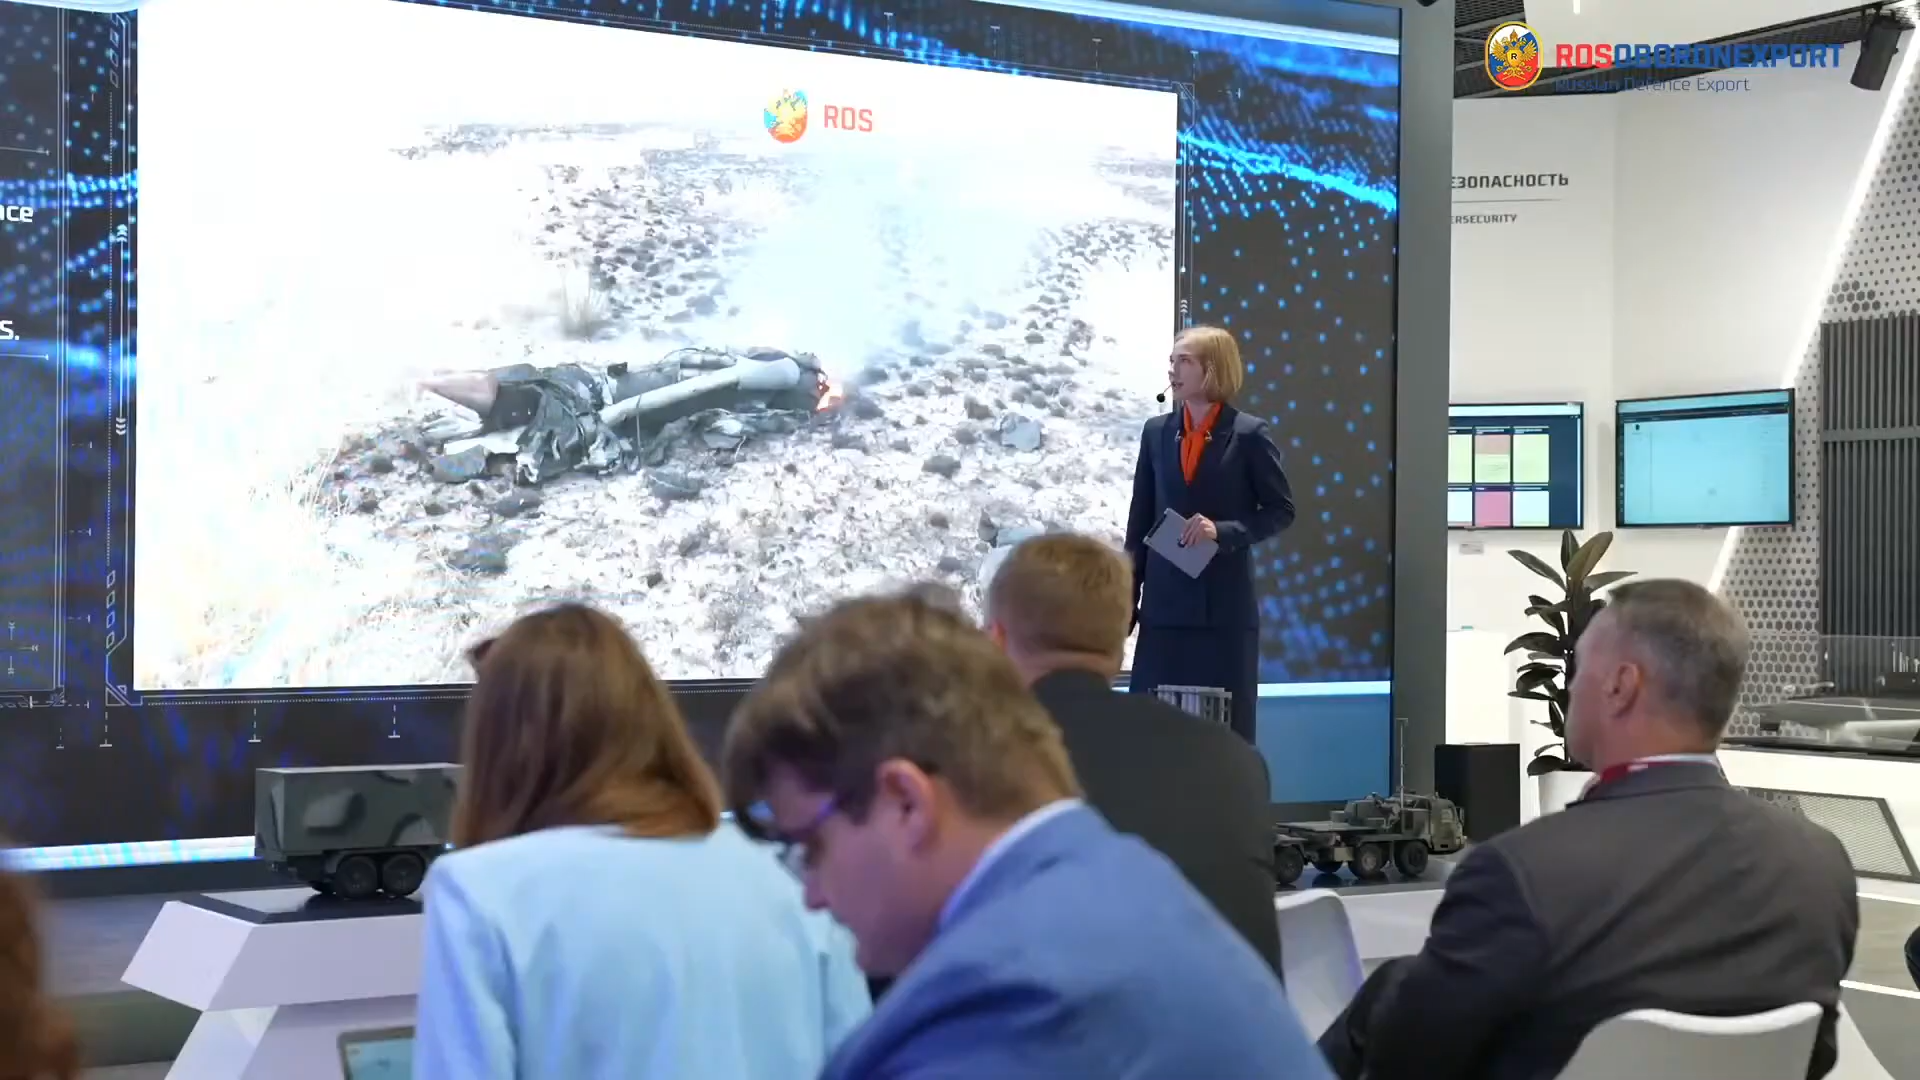 ROSOBORONEXPORT
Russian Defence Export
ROS
ЕЗОПАСНОСТЬ
ERSECURITY
nce
s.